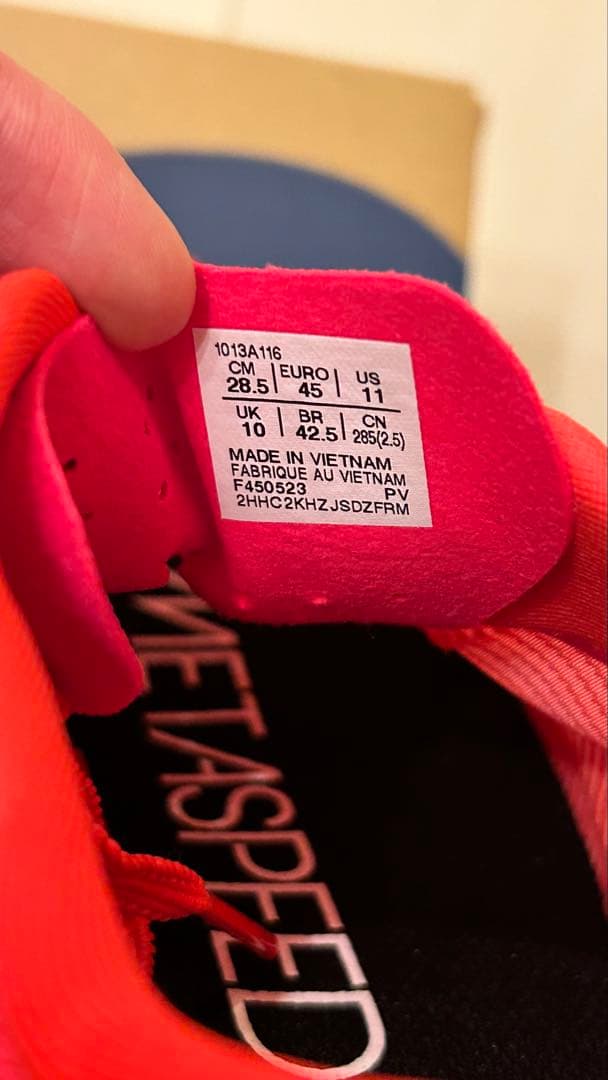 1013A116
CM | EURO | US
28.5 | 45 | 11
UK | BR | CN
10 | 42.5 | 285(2.5)
MADE IN VIETNAM
FABRIQUE AU VIETNAM
F450523 PV
2HHC2KHZJSDZFRM
METASPEED